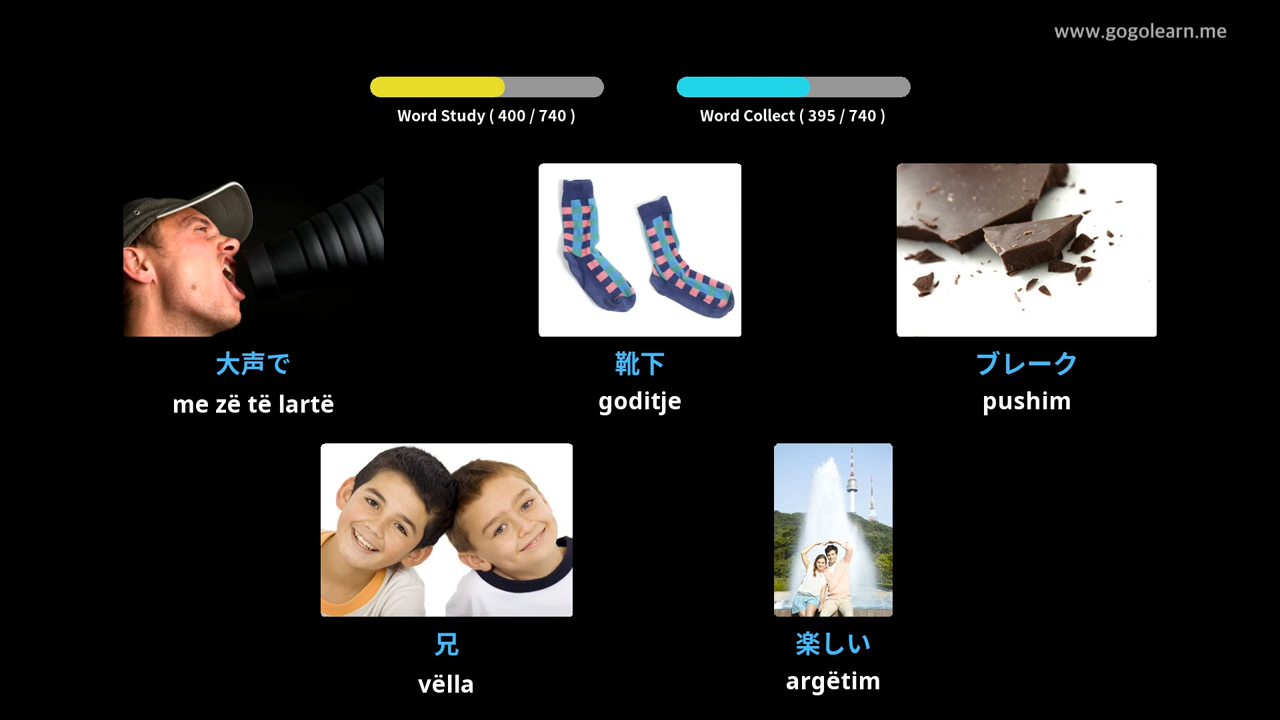 www.gogolearn.me
Word Study ( 400 / 740 )
Word Collect ( 395 / 740 )
大声で
me zë të lartë
靴下
goditje
ブレーク
pushim
兄
vëlla
楽しい
argëtim